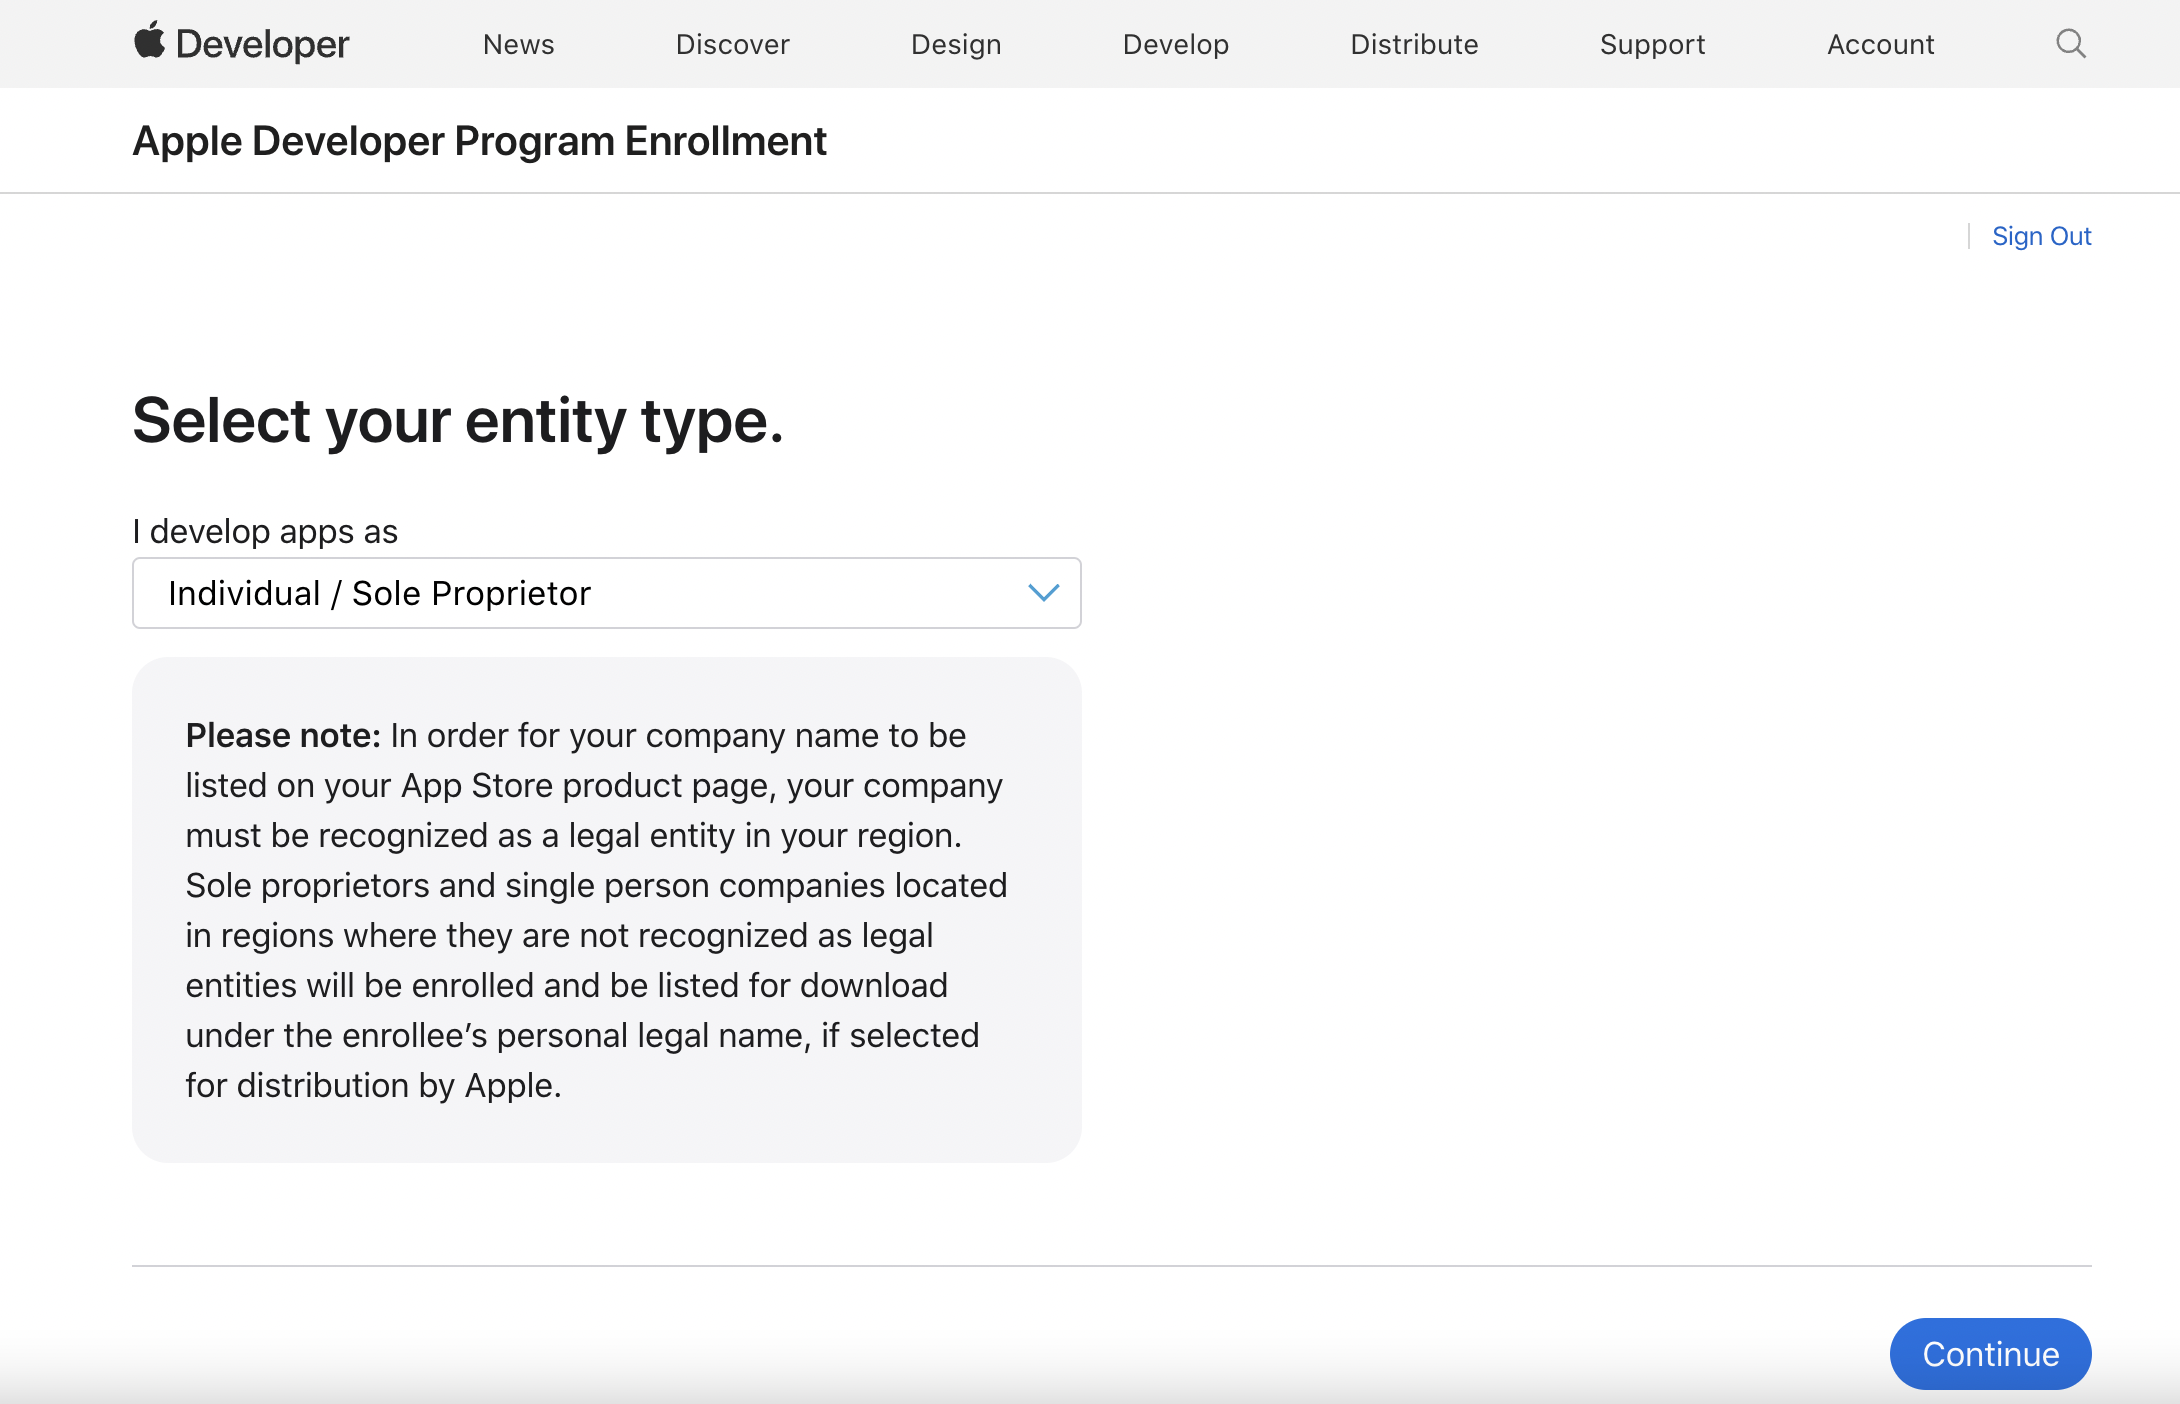 Developer
News
Discover
Design
Develop
Distribute
Support
Account
Apple Developer Program Enrollment
Sign Out
Select your entity type.
I develop apps as
Individual / Sole Proprietor
Please note: In order for your company name to be
listed on your App Store product page, your company
must be recognized as a legal entity in your region.
Sole proprietors and single person companies located
in regions where they are not recognized as legal
entities will be enrolled and be listed for download
under the enrollee’s personal legal name, if selected
for distribution by Apple.
Continue